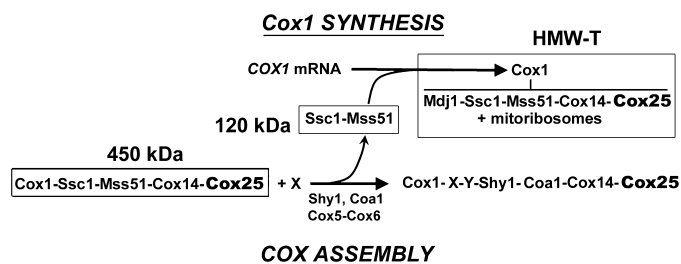 Cox1 SYNTHESIS
HMW-T
COX1 mRNA
Cox1
Mdj1-Ssc1-Mss51-Cox14-Cox25
+ mitoribosomes
120 kDa
Ssc1-Mss51
450 kDa
Cox1-Ssc1-Mss51-Cox14-Cox25
+ X
Shy1, Coa1
Cox5-Cox6
Cox1- X-Y-Shy1- Coa1-Cox14-Cox25
COX ASSEMBLY